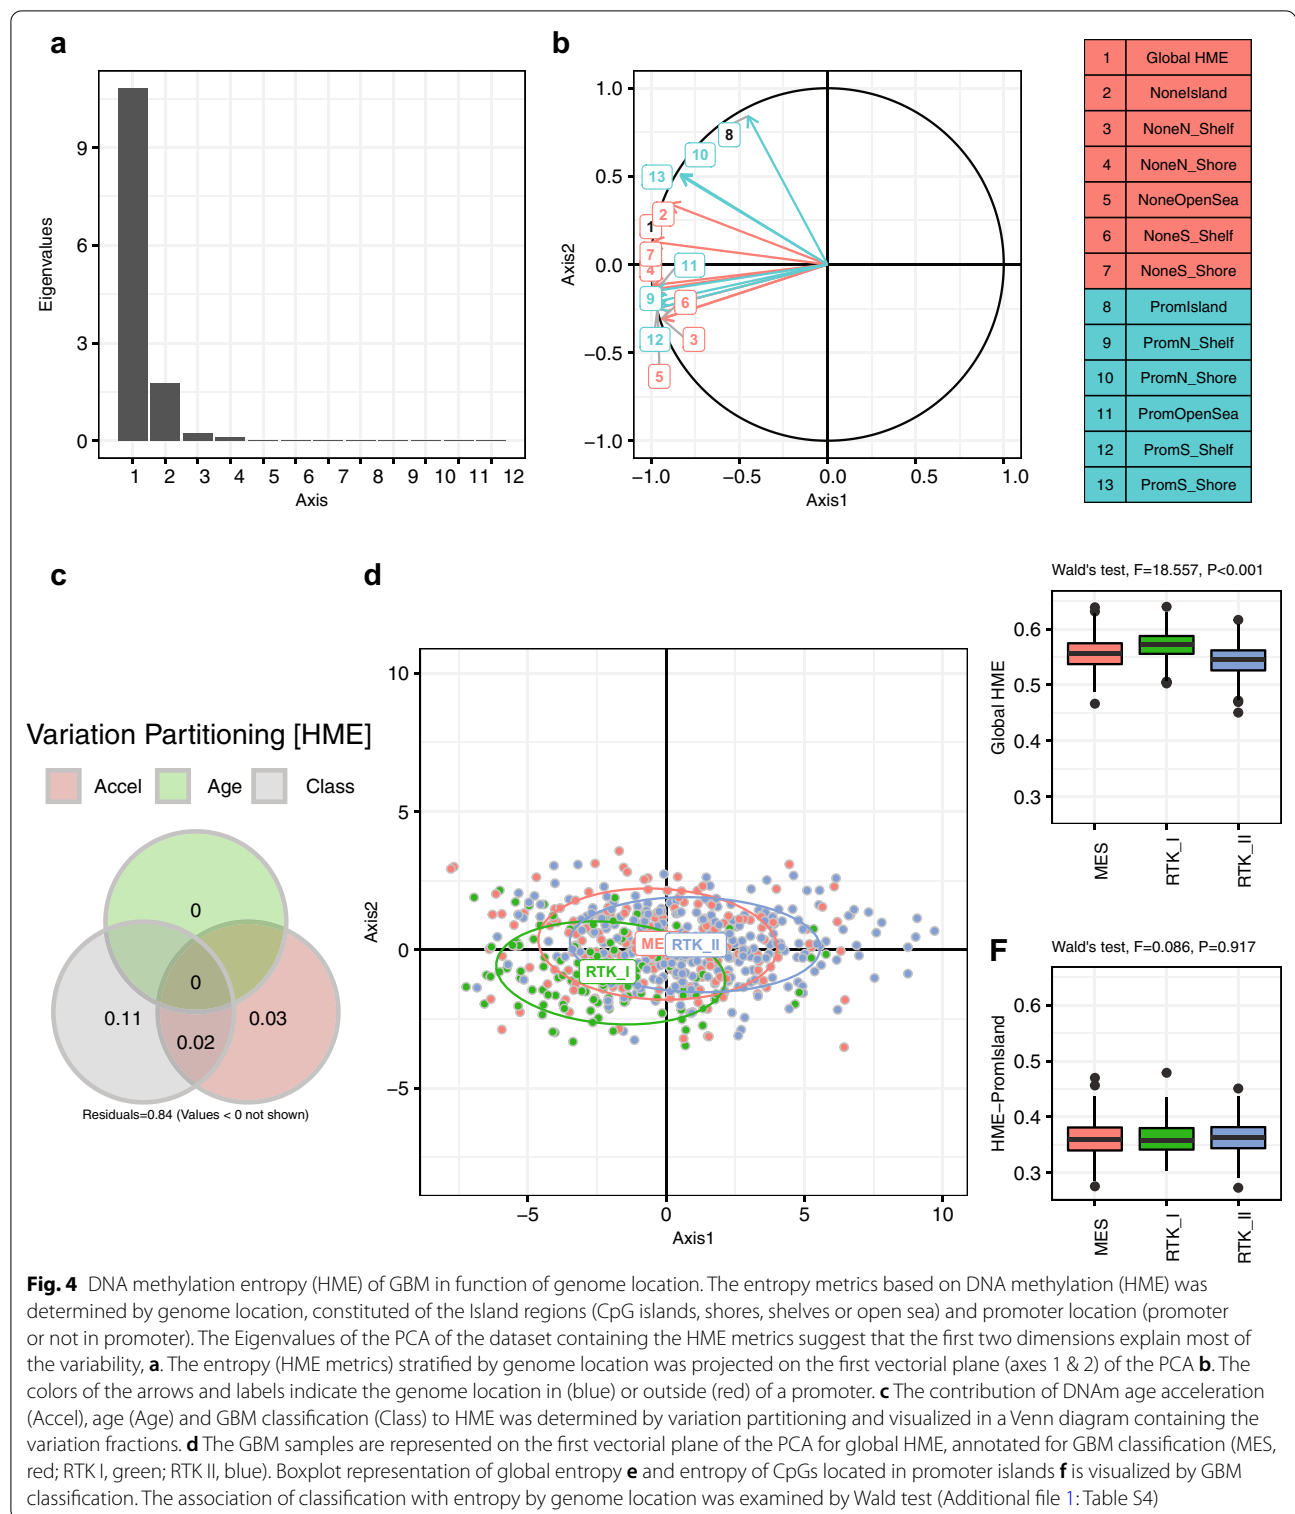 a
9
6
3
0
Eigenvalues
1 2 3 4 5 6 7 8 9 10 11 12
Axis
b
1.0
0.5
0.0
−0.5
−1.0
Axis2
8
10
13
2
1
7
4
11
9
6
12
3
5
−1.0 −0.5 0.0 0.5 1.0
Axis1
1 Global HME
2 NoneIsland
3 NoneN_Shelf
4 NoneN_Shore
5 NoneOpenSea
6 NoneS_Shelf
7 NoneS_Shore
8 PromIsland
9 PromN_Shelf
10 PromN_Shore
11 PromOpenSea
12 PromS_Shelf
13 PromS_Shore
c
Variation Partitioning [HME]
Accel Age Class
0
0
0.11
0.03
0.02
Residuals=0.84 (Values < 0 not shown)
d
10
5
0
−5
Axis2
ME
RTK_II
RTK_I
−5 0 5 10
Axis1
Wald's test, F=18.557, P<0.001
0.6
0.5
0.4
0.3
Global HME
MES RTK_I RTK_II
F
Wald's test, F=0.086, P=0.917
0.6
0.5
0.4
0.3
HME−PromIsland
MES RTK_I RTK_II
Fig. 4 DNA methylation entropy (HME) of GBM in function of genome location. The entropy metrics based on DNA methylation (HME) was
determined by genome location, constituted of the Island regions (CpG islands, shores, shelves or open sea) and promoter location (promoter
or not in promoter). The Eigenvalues of the PCA of the dataset containing the HME metrics suggest that the first two dimensions explain most of
the variability, a. The entropy (HME metrics) stratified by genome location was projected on the first vectorial plane (axes 1 & 2) of the PCA b. The
colors of the arrows and labels indicate the genome location in (blue) or outside (red) of a promoter. c The contribution of DNAm age acceleration
(Accel), age (Age) and GBM classification (Class) to HME was determined by variation partitioning and visualized in a Venn diagram containing the
variation fractions. d The GBM samples are represented on the first vectorial plane of the PCA for global HME, annotated for GBM classification (MES,
red; RTK I, green; RTK II, blue). Boxplot representation of global entropy e and entropy of CpGs located in promoter islands f is visualized by GBM
classification. The association of classification with entropy by genome location was examined by Wald test (Additional file 1: Table S4)